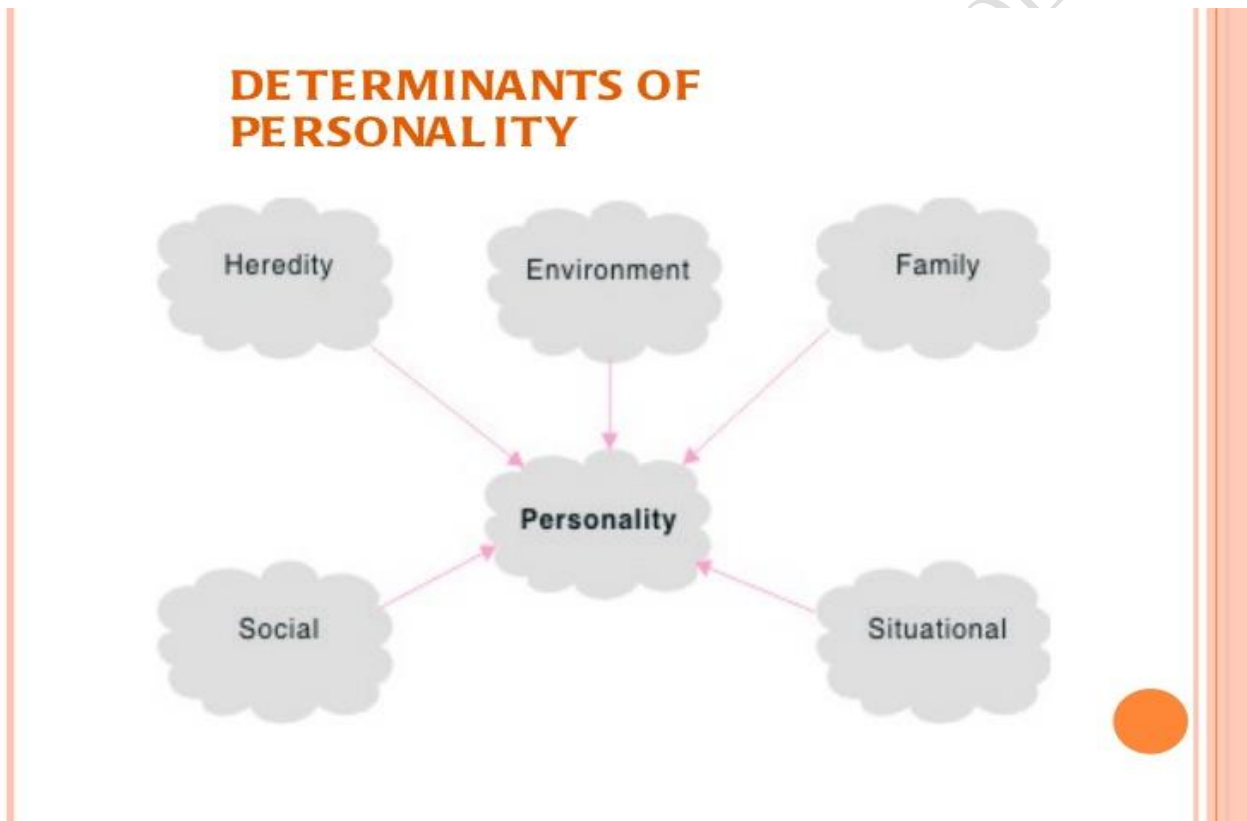 DETERMINANTS OF
PERSONALITY
Heredity
Environment
Family
Personality
Social
Situational